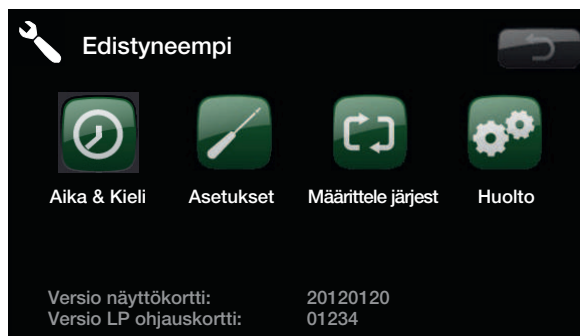 Edistyneempi
Aika & Kieli Asetukset Määrittele järjest Huolto
Versio näyttökortti: 20120120
Versio LP ohjauskortti: 01234